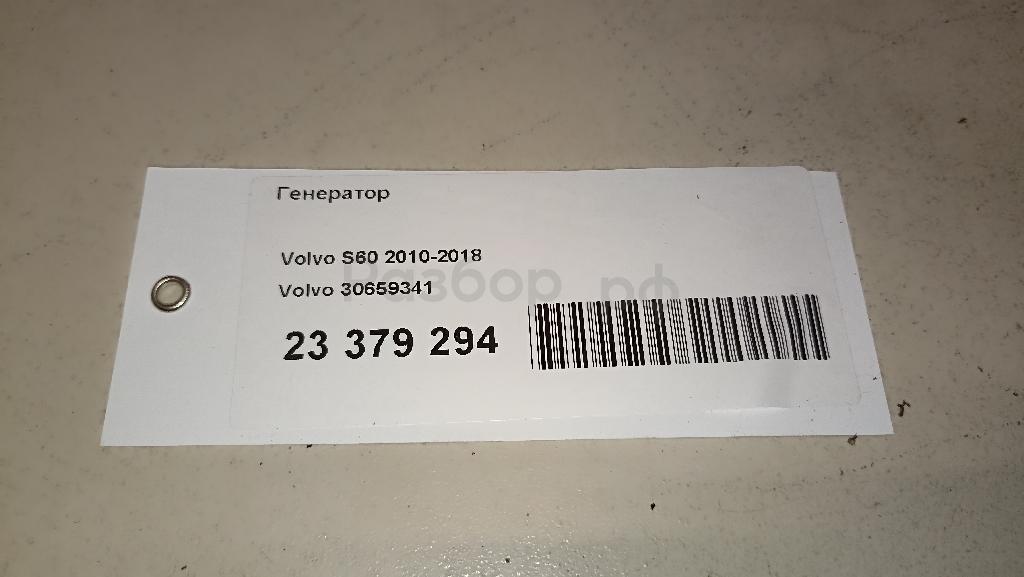 Генератор
Volvo S60 2010-2018
Разбор.рф
Volvo 30659341
23 379 294